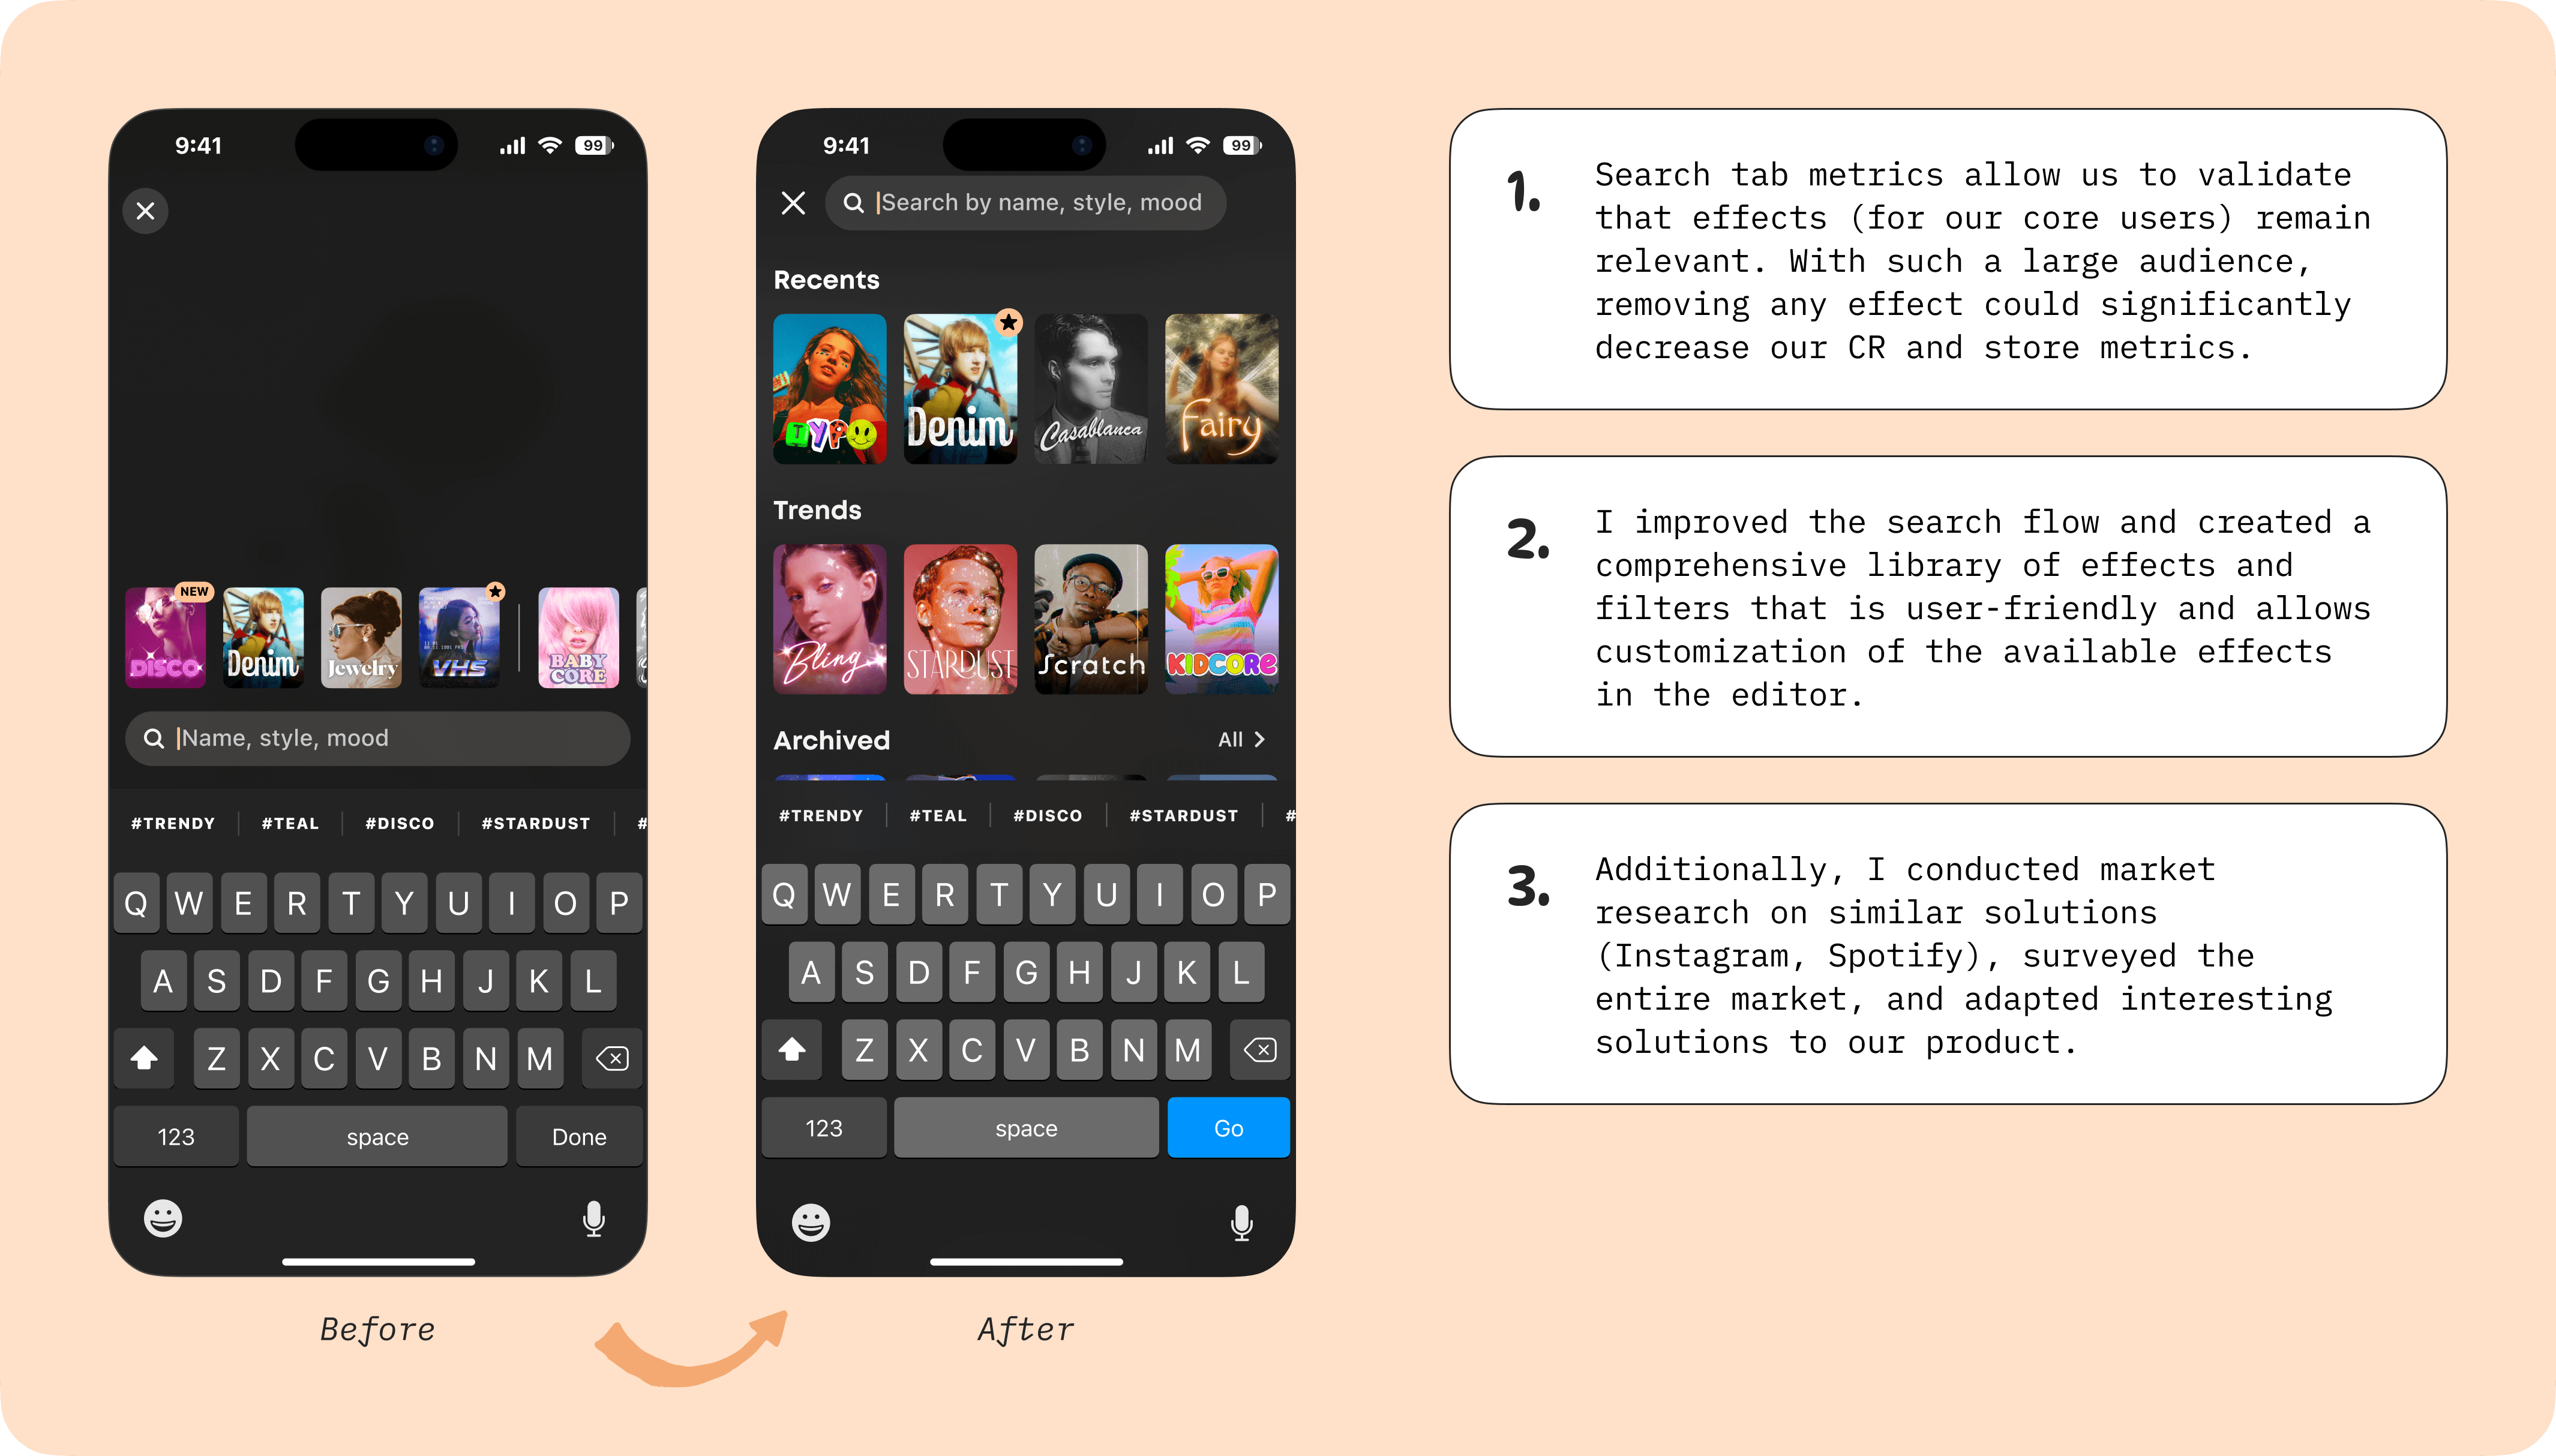 9:41
99
NEW
DISCO
Denim
Jewelry
VHS
BABY
CORE
Name, style, mood
#TRENDY
#TEAL
#DISCO
#STARDUST
#
Q W E R T Y U I O P
A S D F G H J K L
Z X C V B N M
123
space
Done
Before
9:41
99
Search by name, style, mood
Recents
TYPO
Denim
Casablanca
Fairy
Trends
Bling
STARDUST
Scratch
KIDCORE
Archived
All
#TRENDY
#TEAL
#DISCO
#STARDUST
#
Q W E R T Y U I O P
A S D F G H J K L
Z X C V B N M
123
space
Go
After
1.
Search tab metrics allow us to validate
that effects (for our core users) remain
relevant. With such a large audience,
removing any effect could significantly
decrease our CR and store metrics.
2.
I improved the search flow and created a
comprehensive library of effects and
filters that is user-friendly and allows
customization of the available effects
in the editor.
3.
Additionally, I conducted market
research on similar solutions
(Instagram, Spotify), surveyed the
entire market, and adapted interesting
solutions to our product.